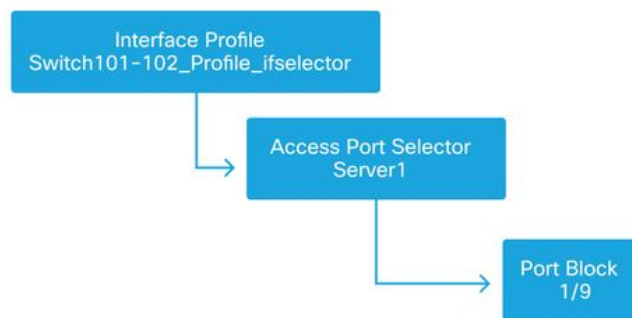 Interface Profile
Switch101-102_Profile_ifselector
Access Port Selector
Server1
Port Block
1/9